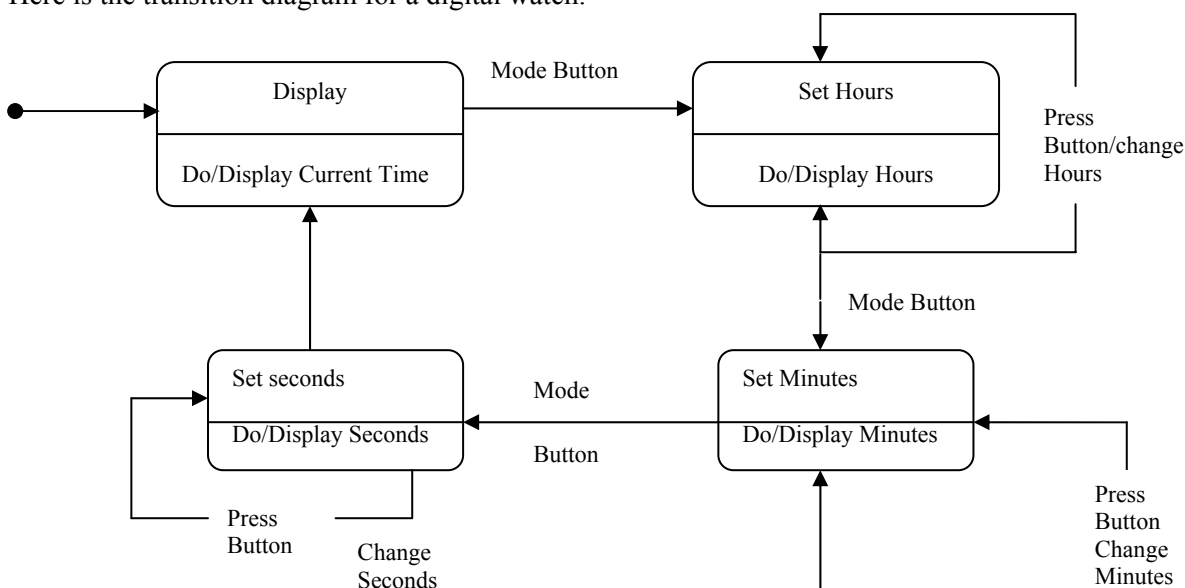 Here is the transition diagram for a digital watch:
Mode Button
Display
Do/Display Current Time
Set Hours
Do/Display Hours
Press
Button/change
Hours
Mode Button
Set seconds
Do/Display Seconds
Mode
Button
Set Minutes
Do/Display Minutes
Press
Button
Change
Seconds
Press
Button
Change
Minutes